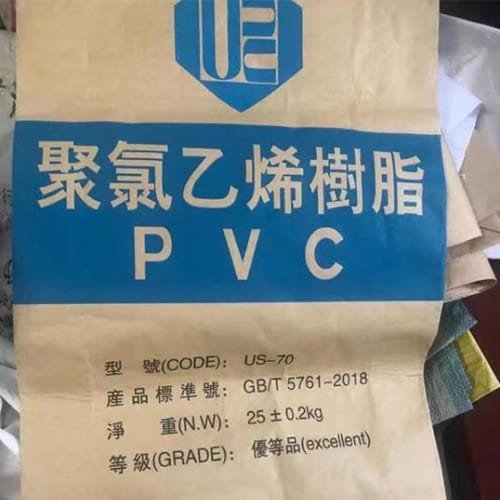 聚氯乙烯樹脂
PVC
型 號(CODE): US-70
産品標準號: GB/T 5761-2018
淨 重(N.W): 25±0.2kg
等級(GRADE): 優等品(excellent)